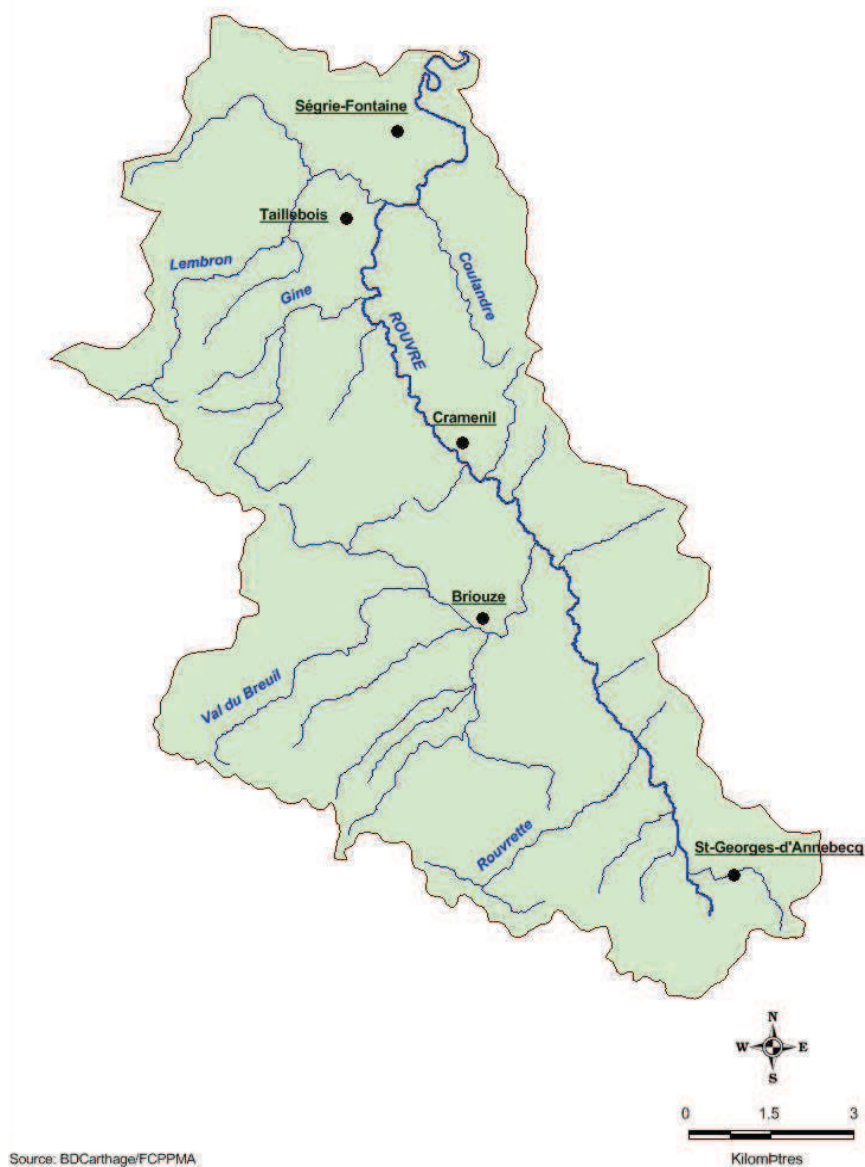 Ségrie-Fontaine
Taillebois
Lembron
Gine
Coulandre
ROUVRE
Cramenil
Briouze
Val du Breuil
Rouvrette
St-Georges-d'Annebecq
N
W E
S
0 1.5 3
KilomÞtres
Source: BDCarthage/FCPPMA